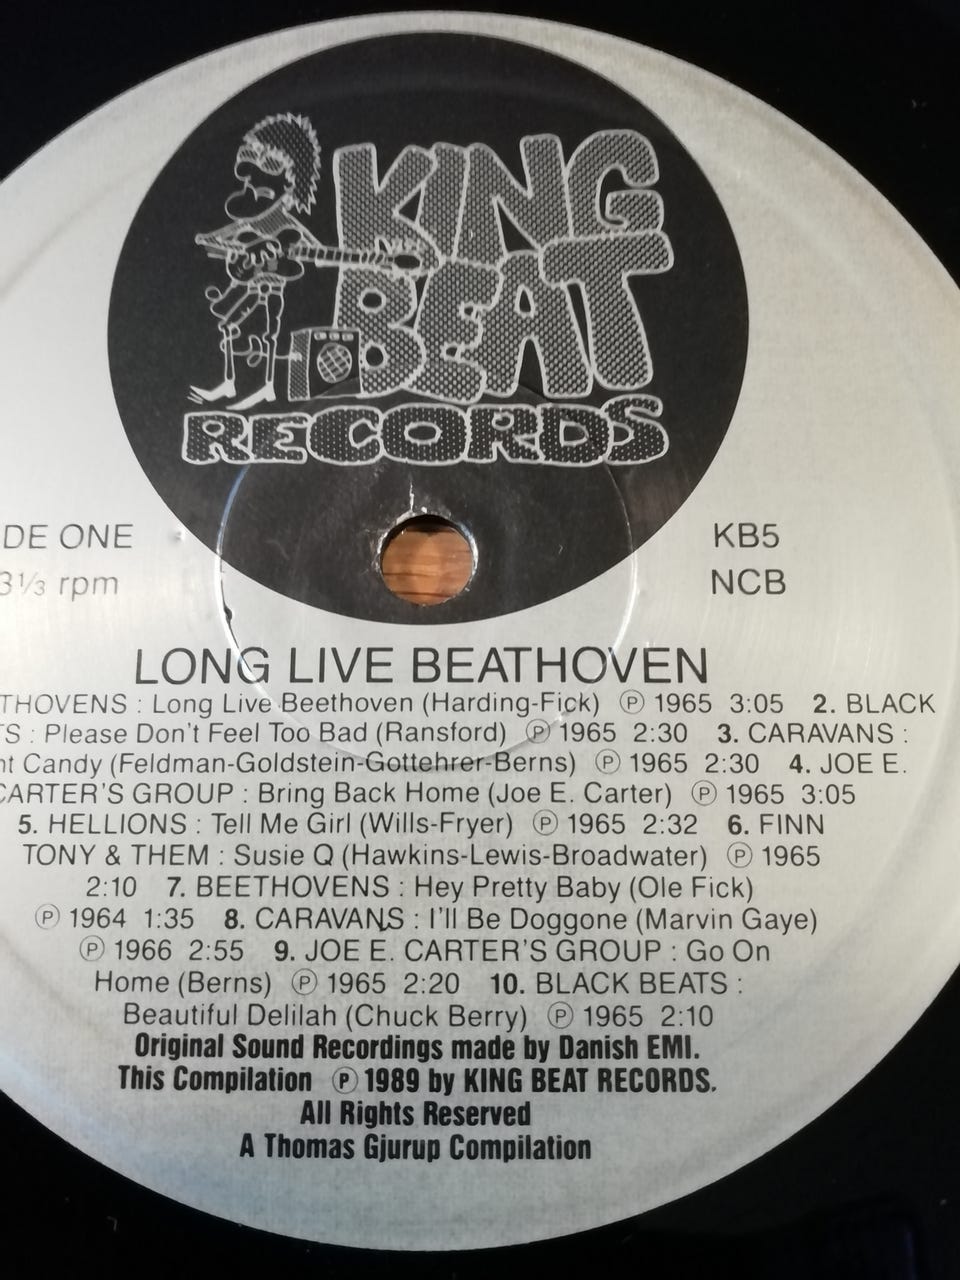 KING
BEAT
RECORDS
DE ONE
KB5
3⅓ rpm
NCB
LONG LIVE BEATHOVEN
THOVENS : Long Live Beethoven (Harding-Fick) Ⓟ 1965 3:05 2. BLACK
TS : Please Don't Feel Too Bad (Ransford) Ⓟ 1965 2:30 3. CARAVANS :
nt Candy (Feldman-Goldstein-Gottehrer-Berns) Ⓟ 1965 2:30 4. JOE E.
CARTER'S GROUP : Bring Back Home (Joe E. Carter) Ⓟ 1965 3:05
5. HELLIONS : Tell Me Girl (Wills-Fryer) Ⓟ 1965 2:32 6. FINN
TONY & THEM : Susie Q (Hawkins-Lewis-Broadwater) Ⓟ 1965
2:10 7. BEETHOVENS : Hey Pretty Baby (Ole Fick)
Ⓟ 1964 1:35 8. CARAVANS : I'll Be Doggone (Marvin Gaye)
Ⓟ 1966 2:55 9. JOE E. CARTER'S GROUP : Go On
Home (Berns) Ⓟ 1965 2:20 10. BLACK BEATS :
Beautiful Delilah (Chuck Berry) Ⓟ 1965 2:10
Original Sound Recordings made by Danish EMI.
This Compilation Ⓟ 1989 by KING BEAT RECORDS.
All Rights Reserved
A Thomas Gjurup Compilation